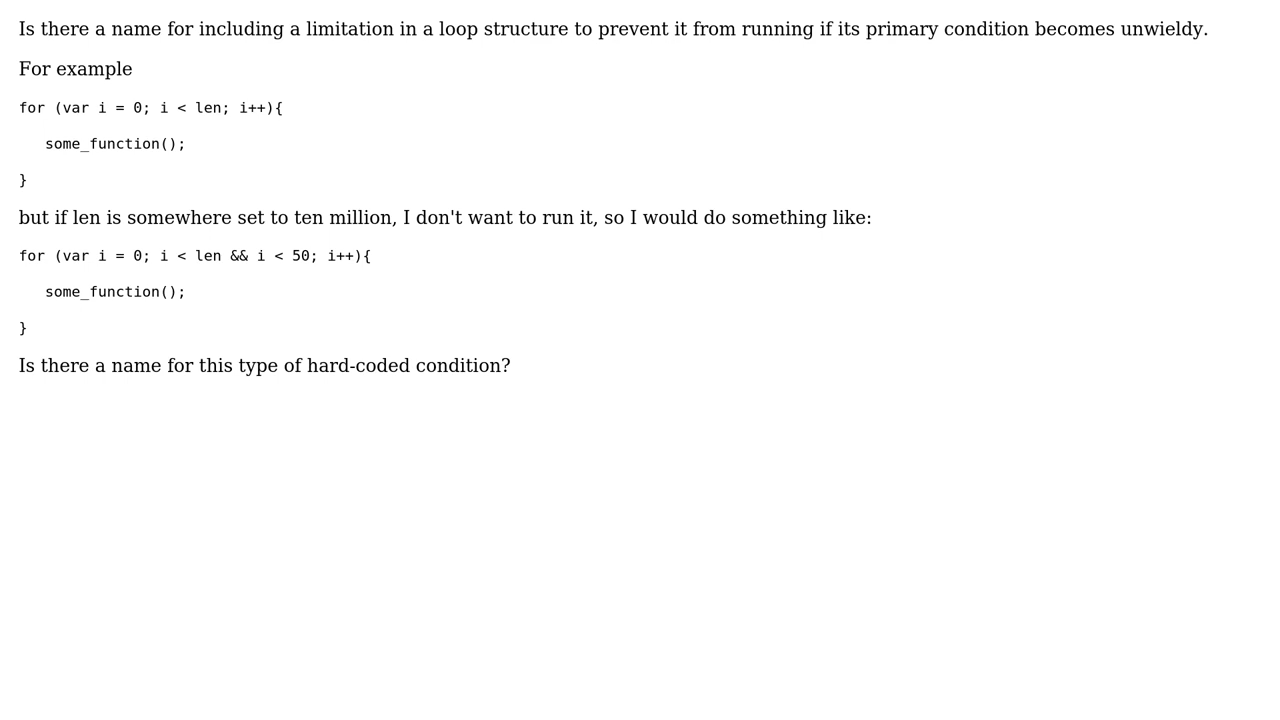 Is there a name for including a limitation in a loop structure to prevent it from running if its primary condition becomes unwieldy.
For example
for (var i = 0; i < len; i++){
   some_function();
}
but if len is somewhere set to ten million, I don't want to run it, so I would do something like:
for (var i = 0; i < len && i < 50; i++){
   some_function();
}
Is there a name for this type of hard-coded condition?